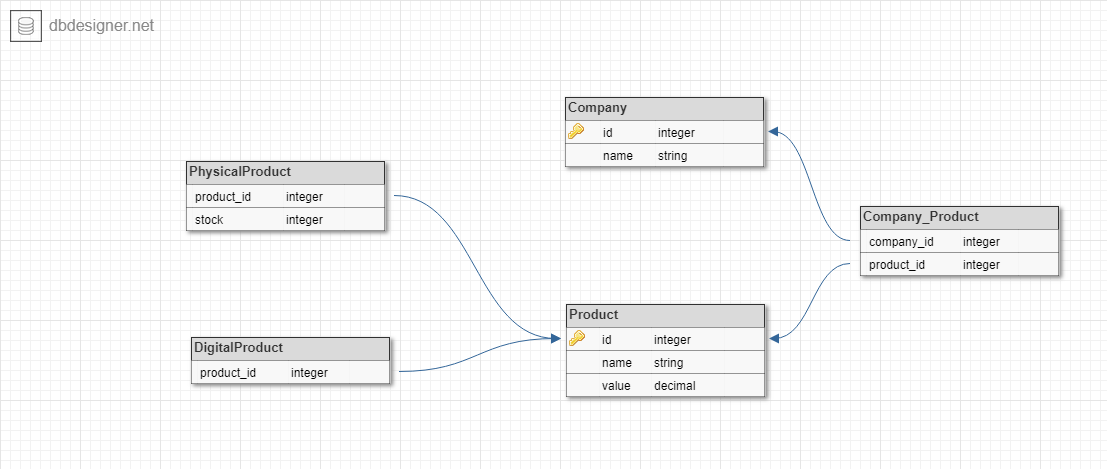 dbdesigner.net
Company
id integer
name string
PhysicalProduct
product_id integer
stock integer
Company_Product
company_id integer
product_id integer
Product
id integer
name string
value decimal
DigitalProduct
product_id integer